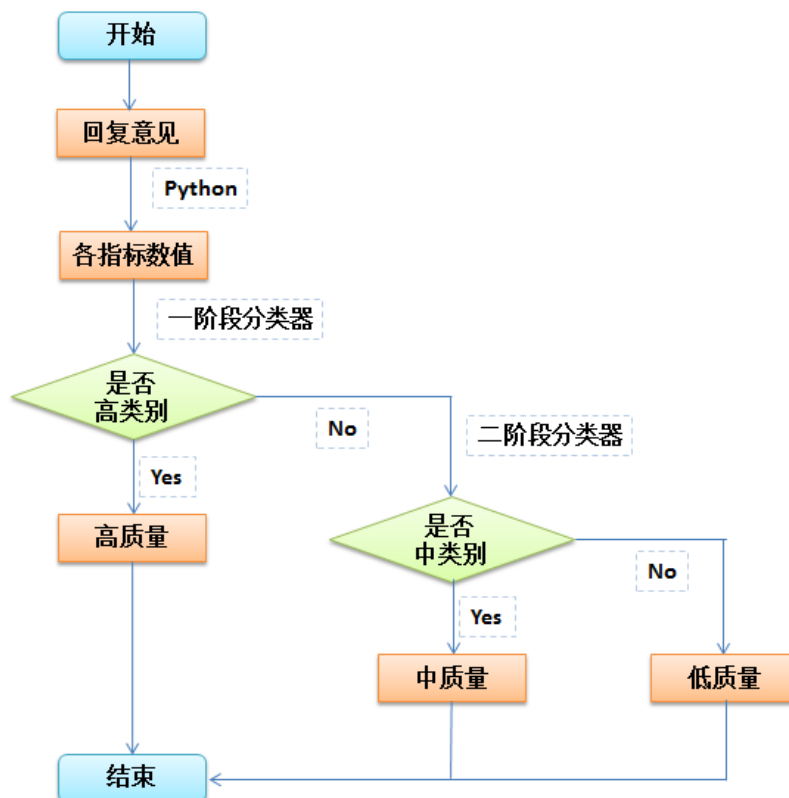 开始
回复意见
Python
各指标数值
一阶段分类器
是否
高类别
No
二阶段分类器
Yes
高质量
是否
中类别
No
Yes
中质量
低质量
结束